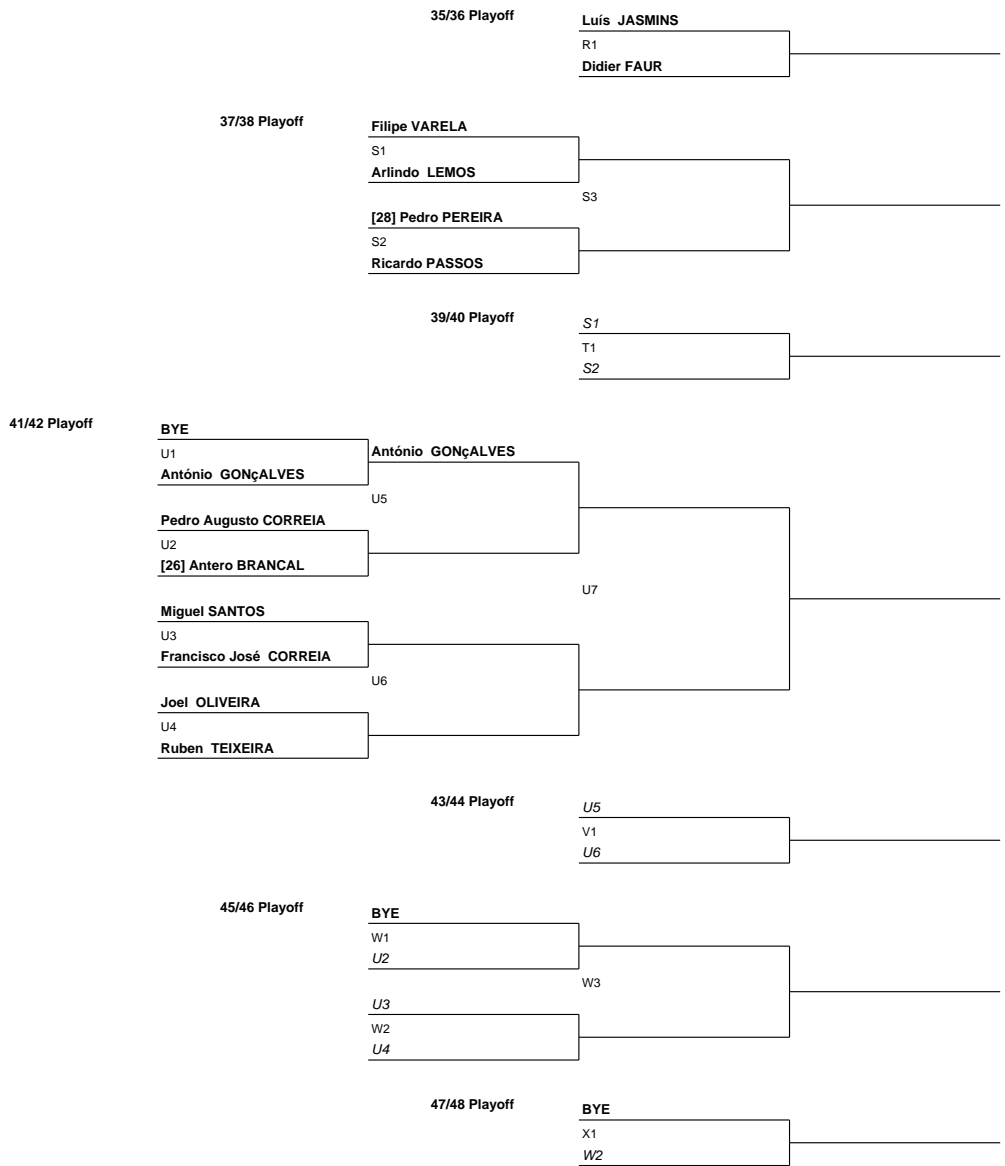 35/36 Playoff
Luís JASMINS
R1
Didier FAUR
37/38 Playoff
Filipe VARELA
S1
Arlindo LEMOS
S3
[28] Pedro PEREIRA
S2
Ricardo PASSOS
39/40 Playoff
S1
T1
S2
41/42 Playoff
BYE
U1
António GONçALVES
António GONçALVES
U5
Pedro Augusto CORREIA
U2
[26] Antero BRANCAL
U7
Miguel SANTOS
U3
Francisco José CORREIA
U6
Joel OLIVEIRA
U4
Ruben TEIXEIRA
43/44 Playoff
U5
V1
U6
45/46 Playoff
BYE
W1
U2
W3
U3
W2
U4
47/48 Playoff
BYE
X1
W2